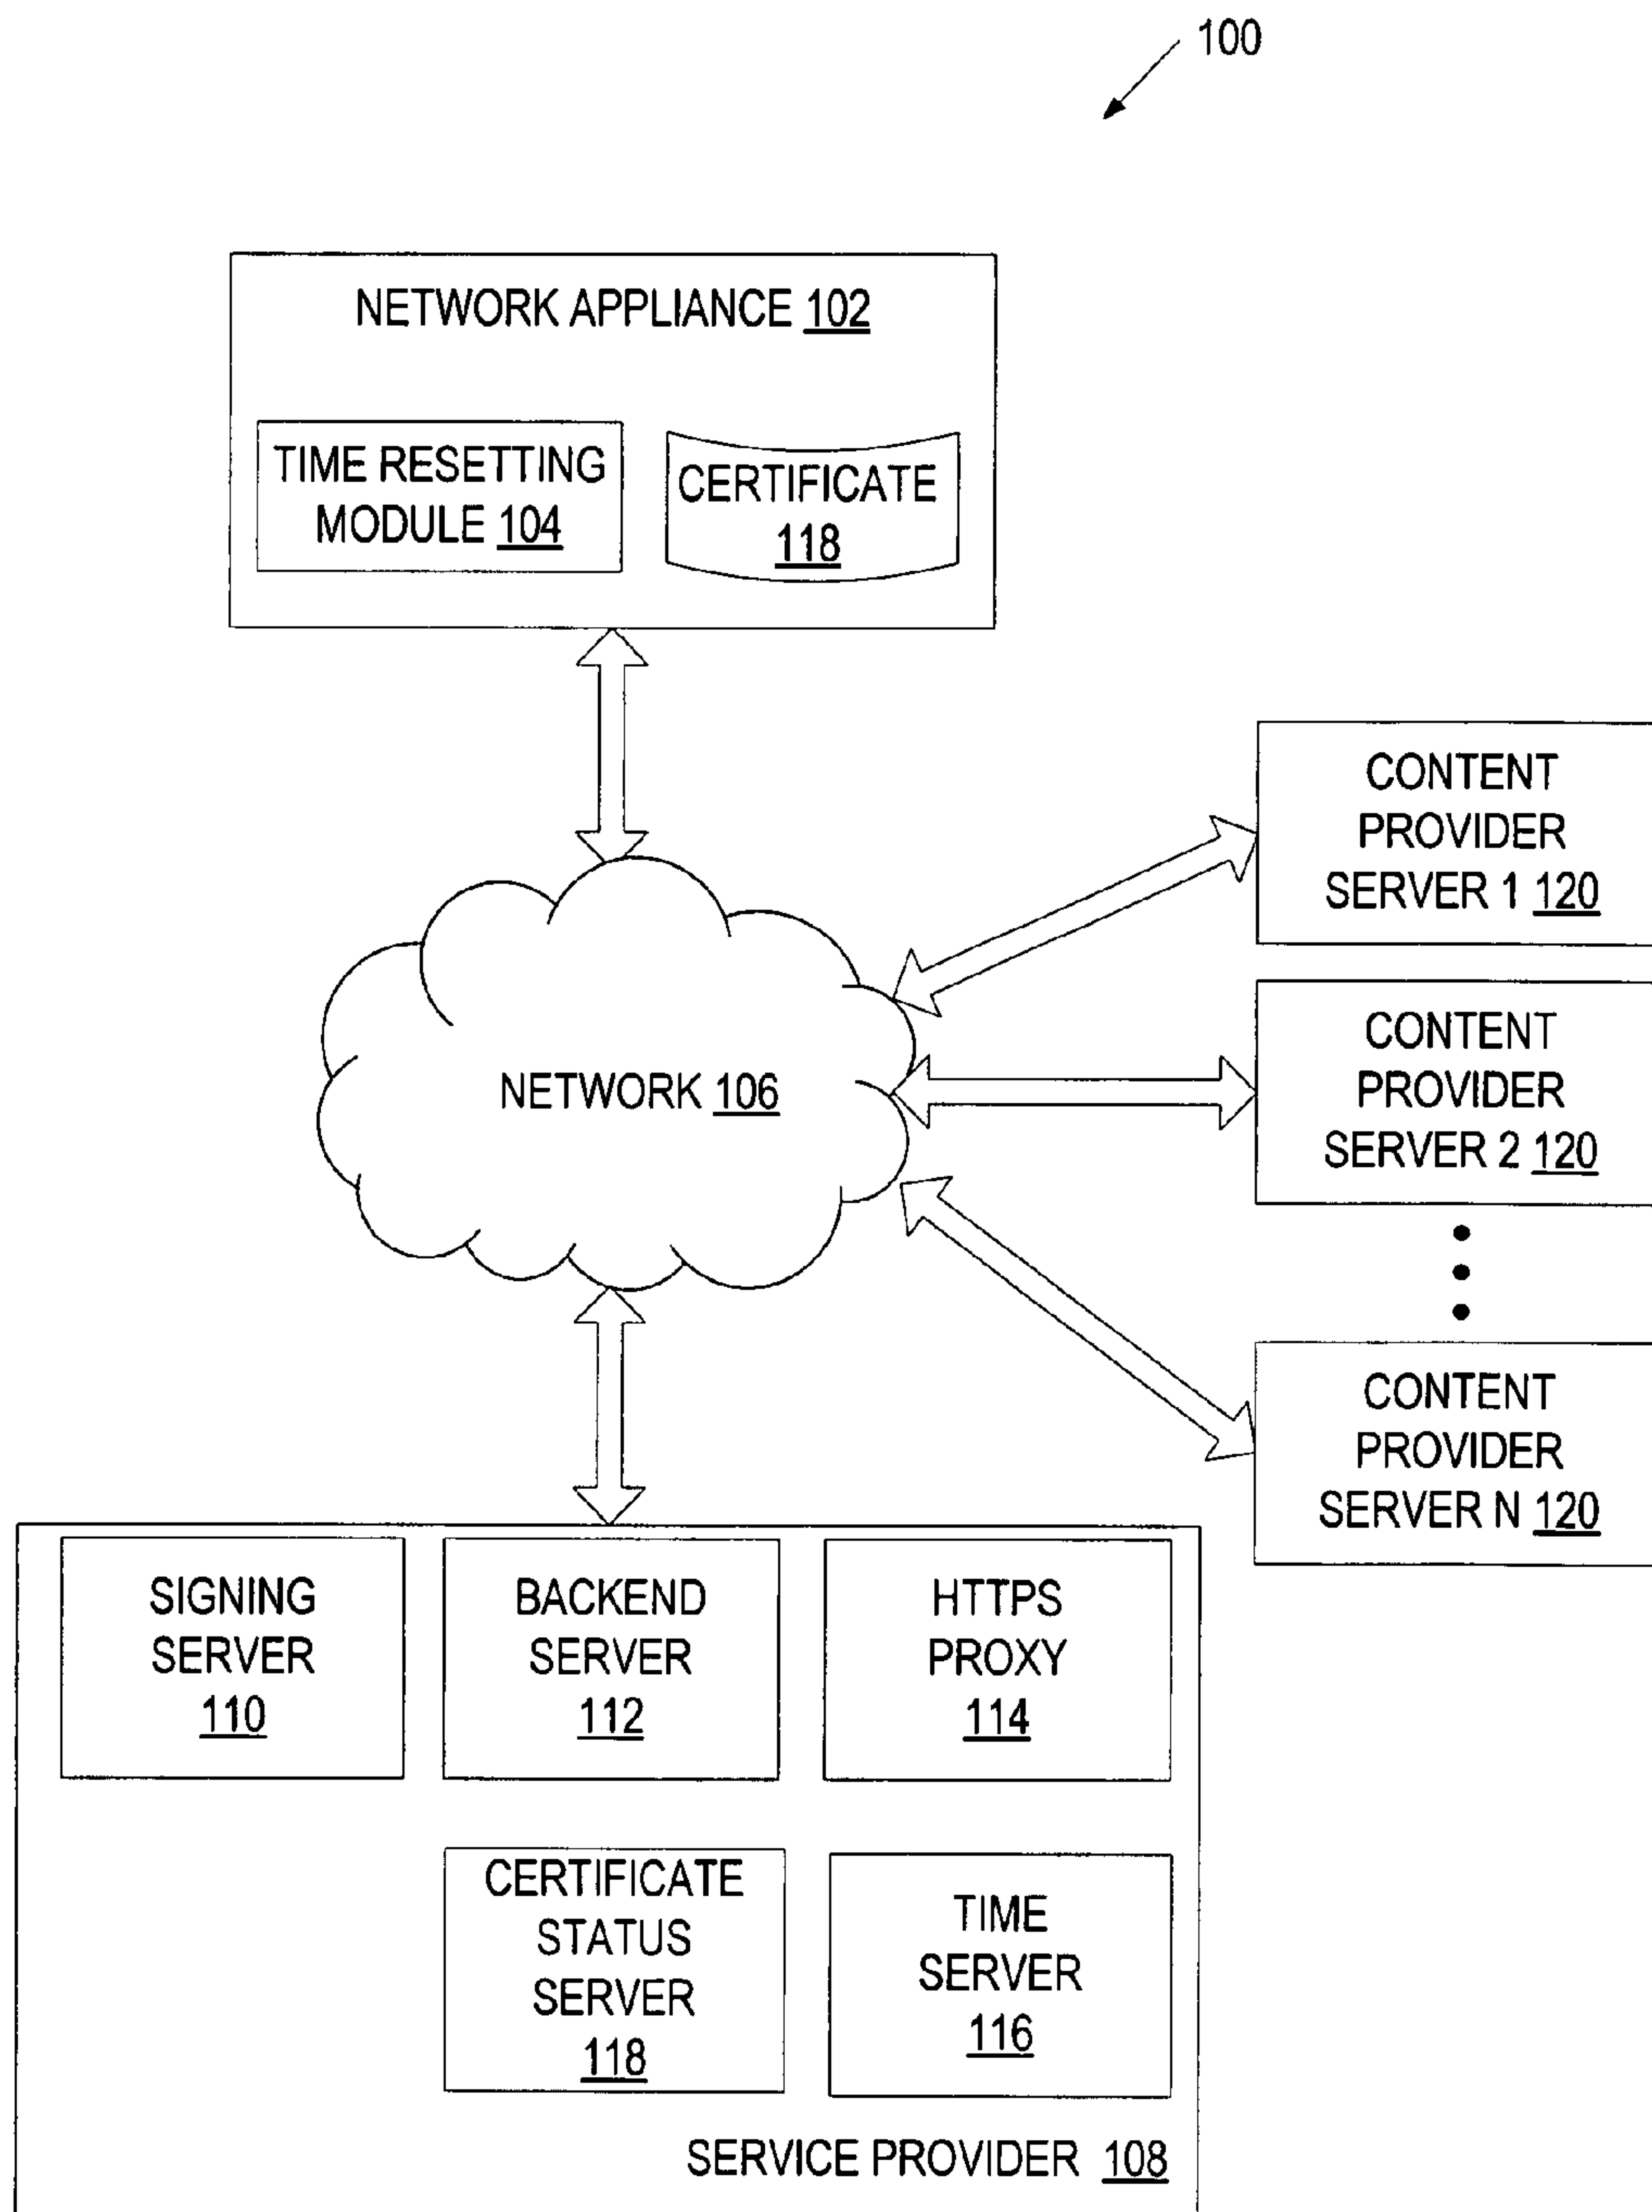 100
NETWORK APPLIANCE 102
TIME RESETTING
MODULE 104
CERTIFICATE
118
CONTENT
PROVIDER
SERVER 1 120
CONTENT
PROVIDER
SERVER 2 120
NETWORK 106
CONTENT
PROVIDER
SERVER N 120
SIGNING
SERVER
110
BACKEND
SERVER
112
HTTPS
PROXY
114
CERTIFICATE
STATUS
SERVER
118
TIME
SERVER
116
SERVICE PROVIDER 108